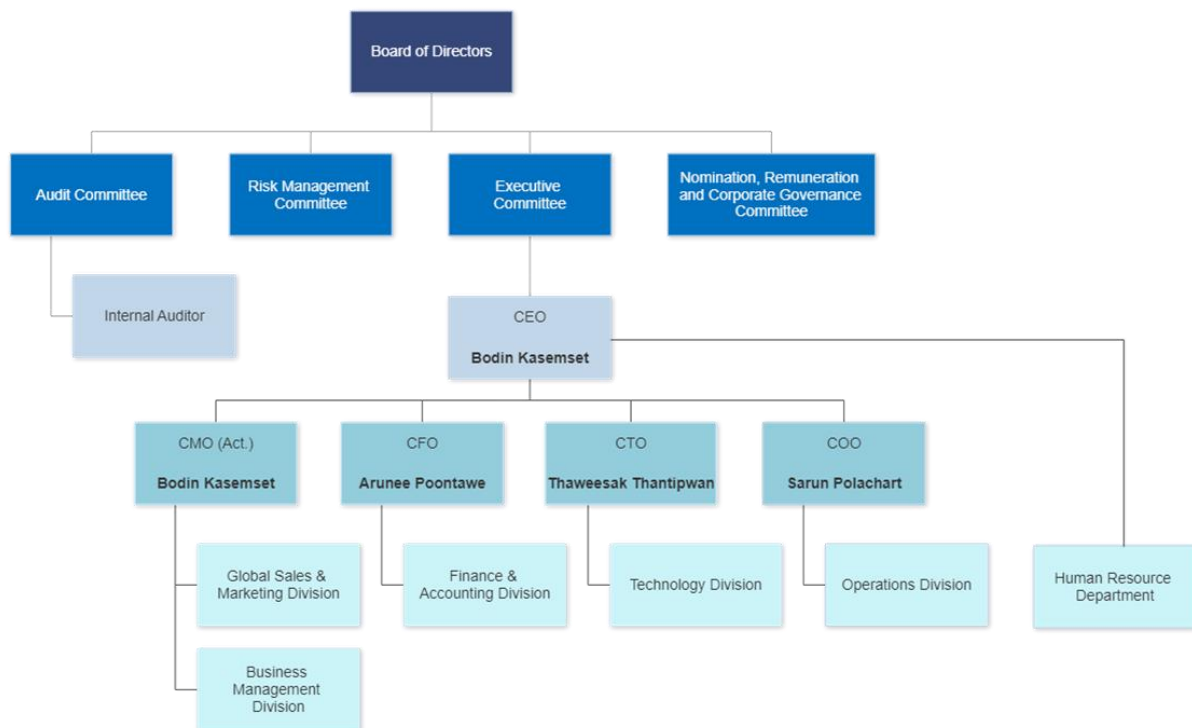 Board of Directors
Audit Committee
Risk Management
Committee
Executive
Committee
Nomination, Remuneration
and Corporate Governance
Committee
Internal Auditor
CEO
Bodin Kasemset
CMO (Act.)
Bodin Kasemset
CFO
Arunee Poontawe
CTO
Thaweesak Thantipwan
COO
Sarun Polachart
Global Sales &
Marketing Division
Finance &
Accounting Division
Technology Division
Operations Division
Human Resource
Department
Business
Management
Division